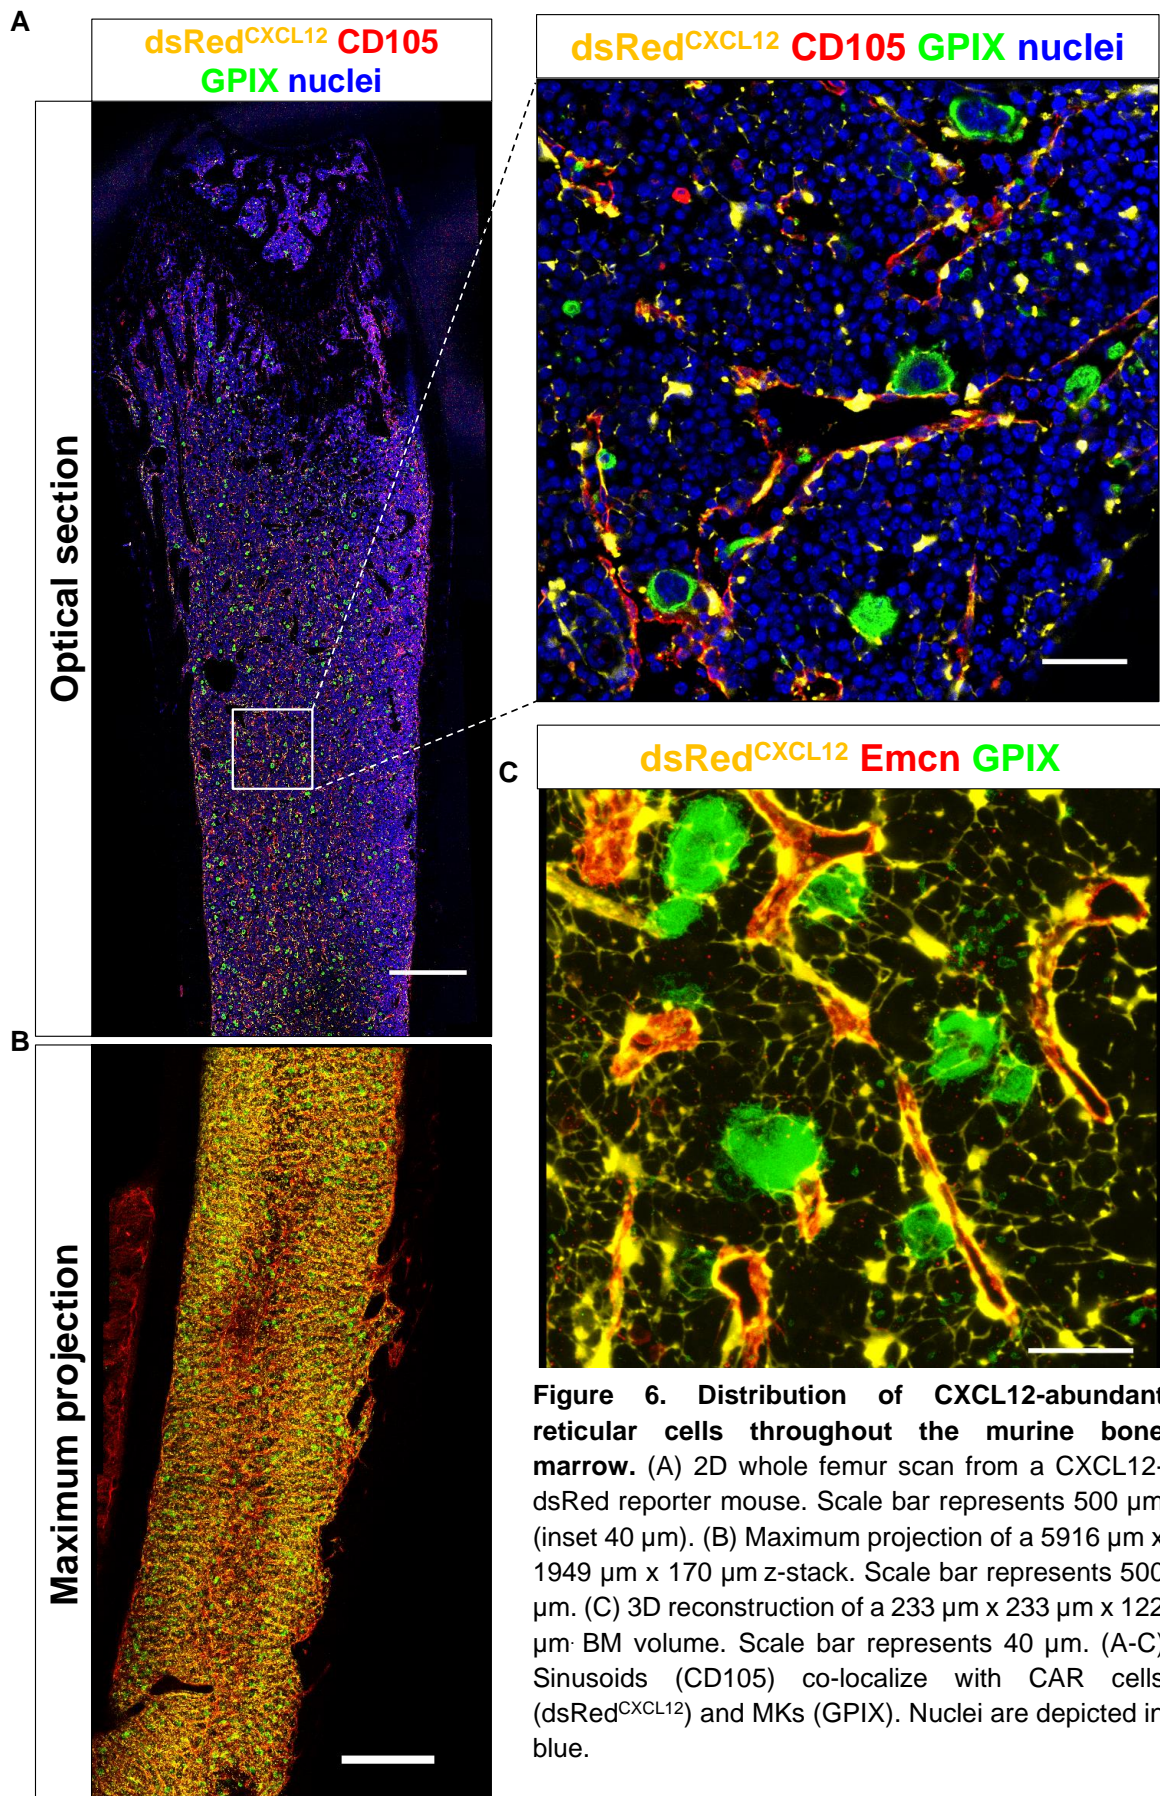 A
dsRedCXCL12 CD105
GPIX nuclei
Optical section
dsRedCXCL12 CD105 GPIX nuclei
B
Maximum projection
C
dsRedCXCL12 Emcn GPIX
Figure 6. Distribution of CXCL12-abundant
reticular cells throughout the murine bone
marrow. (A) 2D whole femur scan from a CXCL12-
dsRed reporter mouse. Scale bar represents 500 µm
(inset 40 µm). (B) Maximum projection of a 5916 µm x
1949 µm x 170 µm z-stack. Scale bar represents 500
µm. (C) 3D reconstruction of a 233 µm x 233 µm x 122
µm· BM volume. Scale bar represents 40 µm. (A-C)
Sinusoids (CD105) co-localize with CAR cells
(dsRedCXCL12) and MKs (GPIX). Nuclei are depicted in
blue.